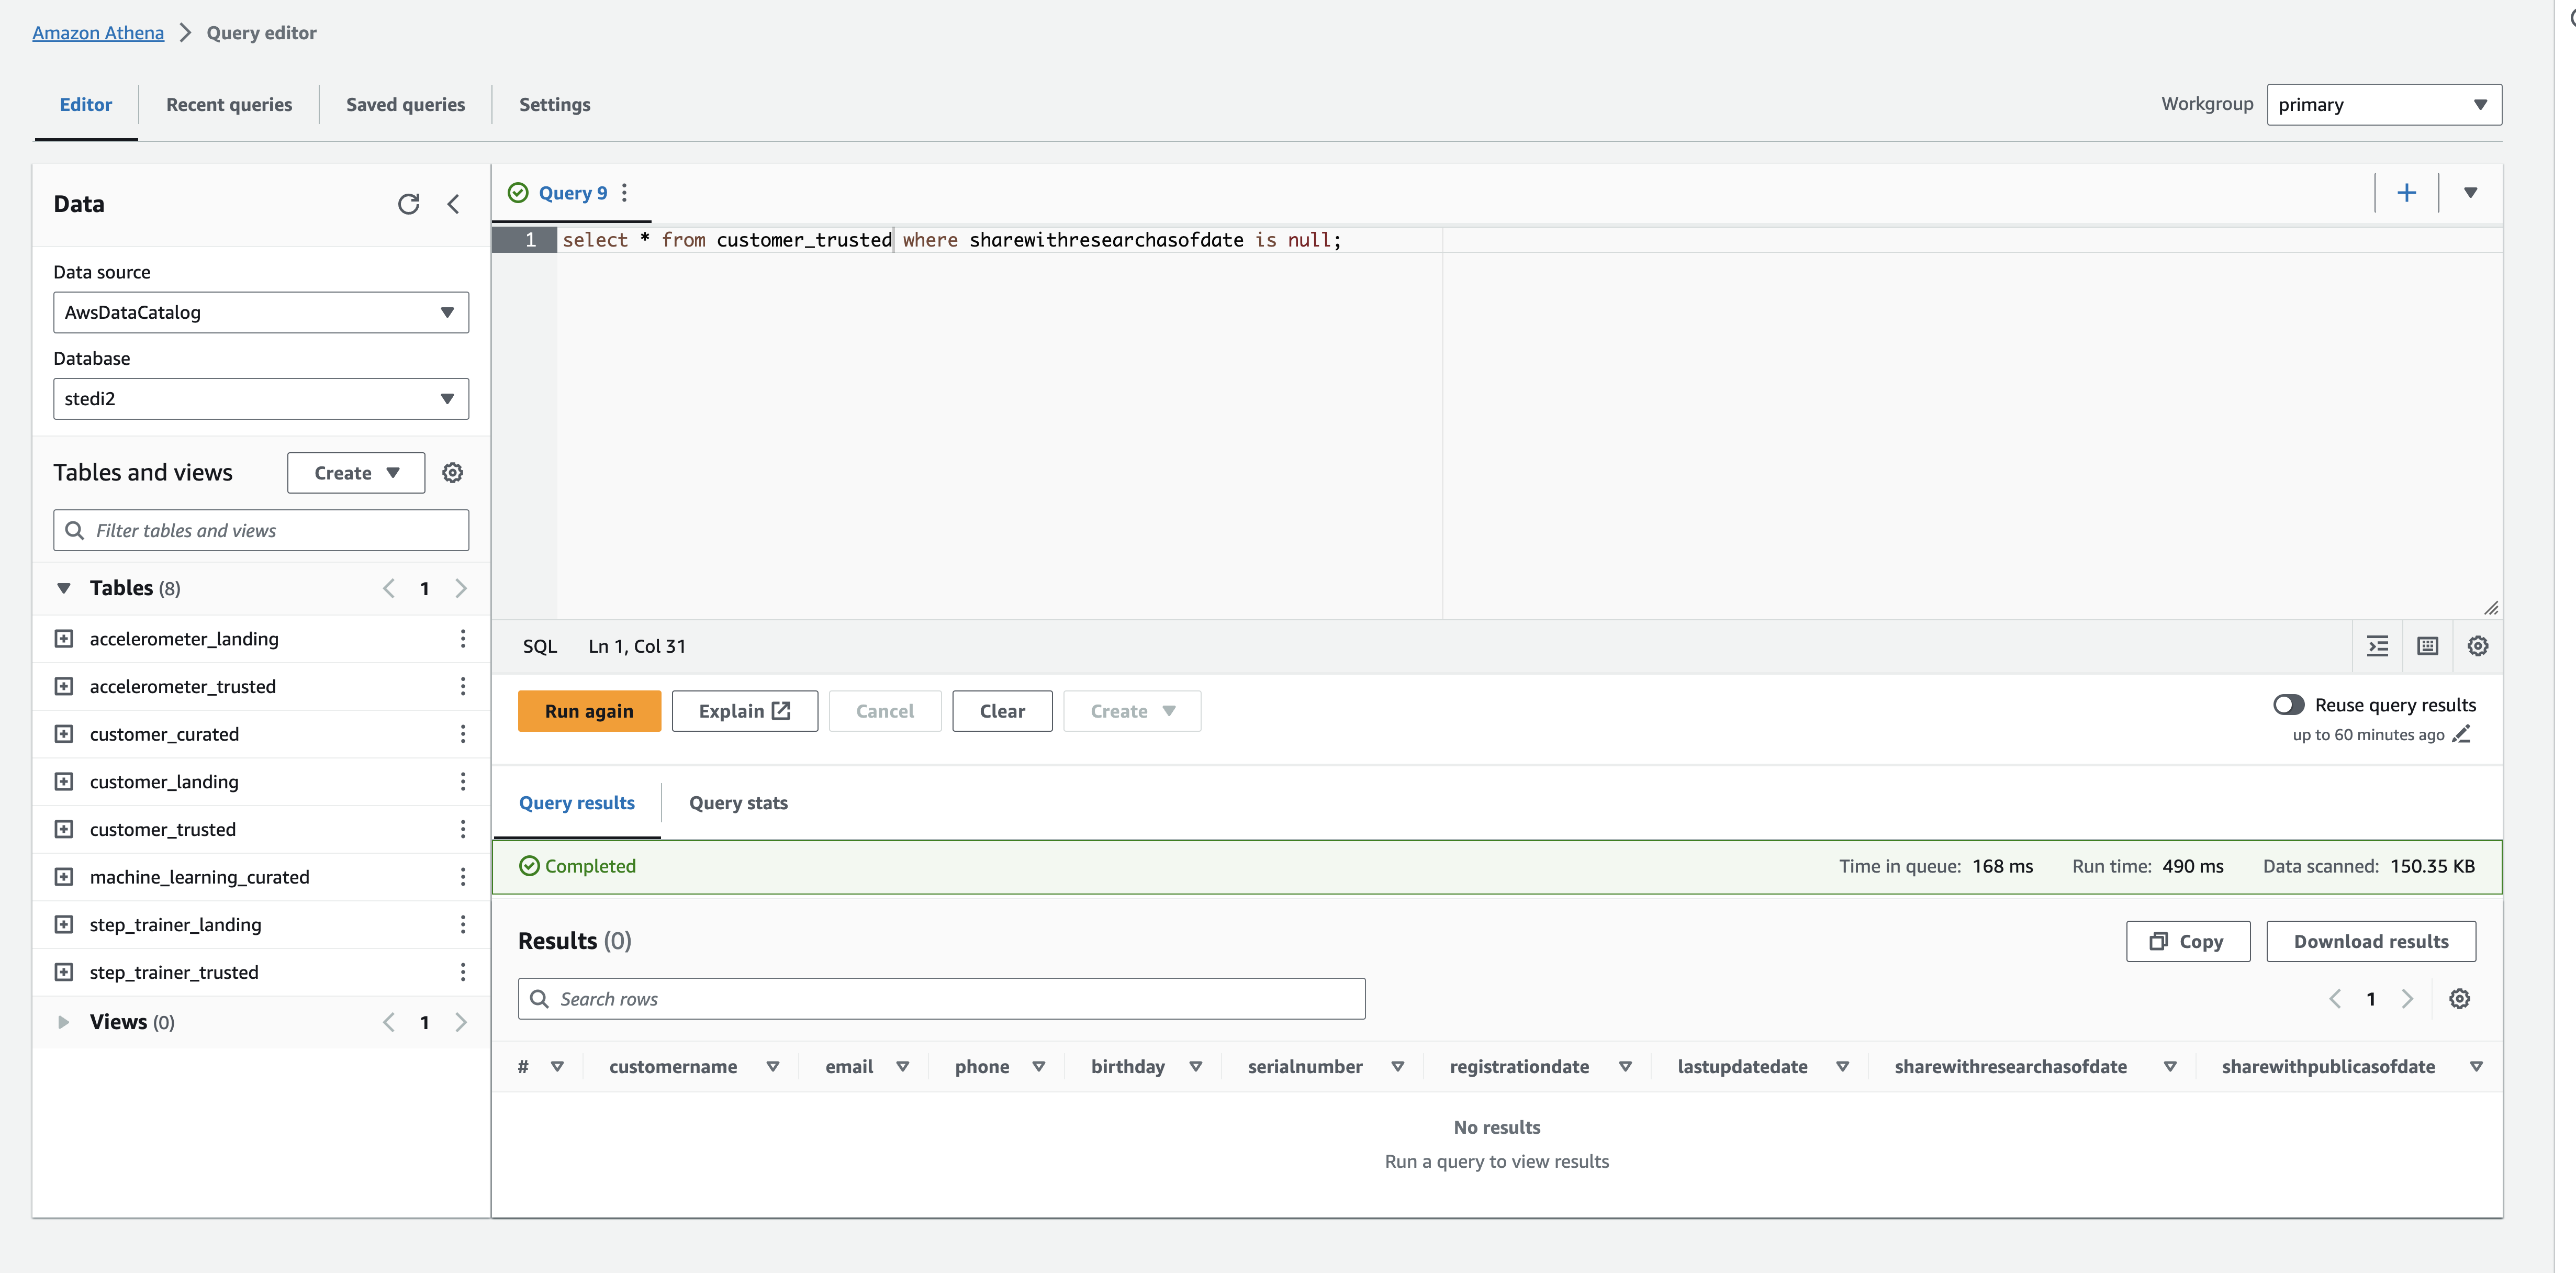 Amazon Athena > Query editor
Editor Recent queries Saved queries Settings
Workgroup primary
Data
Data source
AwsDataCatalog
Database
stedi2
Tables and views Create
Filter tables and views
Tables (8) 1
accelerometer_landing
accelerometer_trusted
customer_curated
customer_landing
customer_trusted
machine_learning_curated
step_trainer_landing
step_trainer_trusted
Views (0) 1
Query 9
1 select * from customer_trusted where sharewithresearchasofdate is null;
SQL Ln 1, Col 31
Run again Explain Cancel Clear Create
Reuse query results
up to 60 minutes ago
Query results Query stats
Completed Time in queue: 168 ms Run time: 490 ms Data scanned: 150.35 KB
Results (0) Copy Download results
Search rows 1
# customername email phone birthday serialnumber registrationdate lastupdatedate sharewithresearchasofdate sharewithpublicasofdate
No results
Run a query to view results